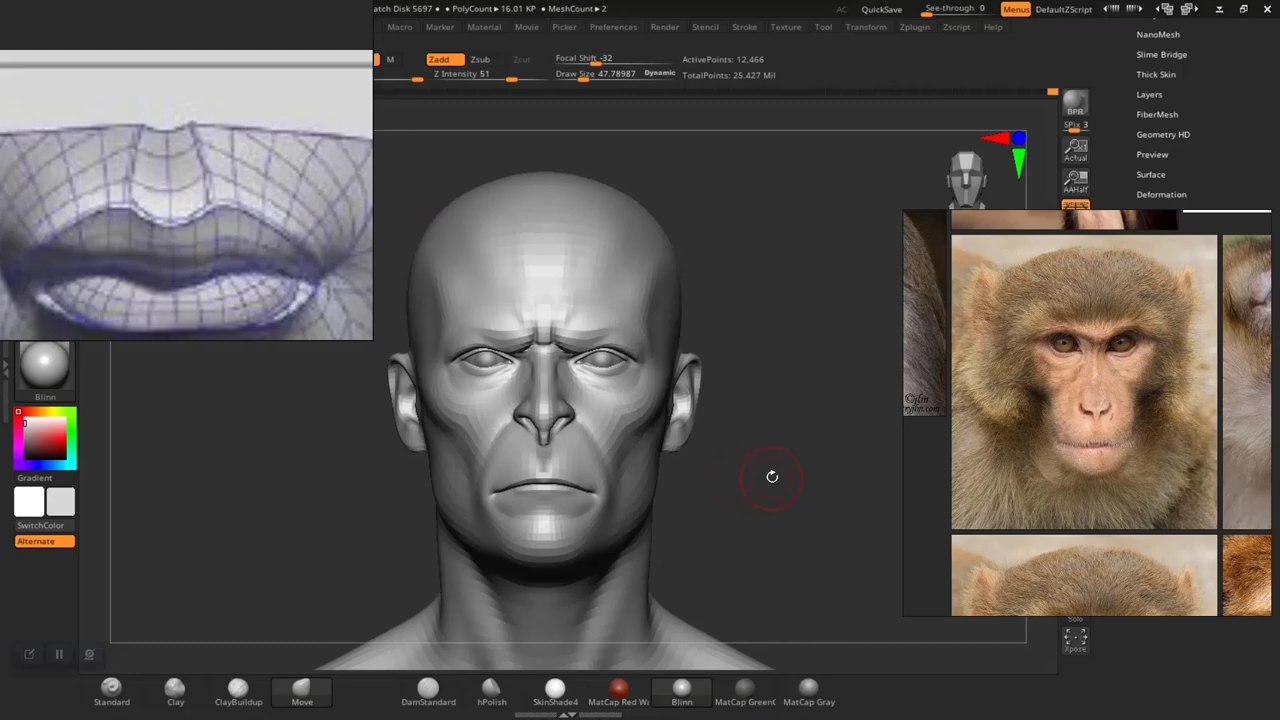 atch Disk 5697 ● ● PolyCount▸ 16.01 KP ● MeshCount▸ 2
AC QuickSave See-through 0 Menus DefaultZScript
Macro Marker Material Movie Picker Preferences Render Stencil Stroke Texture Tool Transform Zplugin Zscript Help
M Zadd Zsub Zcut Focal Shift -32 ActivePoints: 12,466
Z Intensity 51 Draw Size 47.78987 Dynamic TotalPoints: 25.427 Mil
NanoMesh
Slime Bridge
Thick Skin
Layers
FiberMesh
Geometry HD
Preview
Surface
Deformation
BPR
SPix 3
Actual
AAHalf
Solo
Xpose
Blinn
Gradient
SwitchColor
Alternate
©jlm
Standard Clay ClayBuildup Move DamStandard hPolish SkinShade4 MatCap Red Wa Blinn MatCap GreenC MatCap Gray